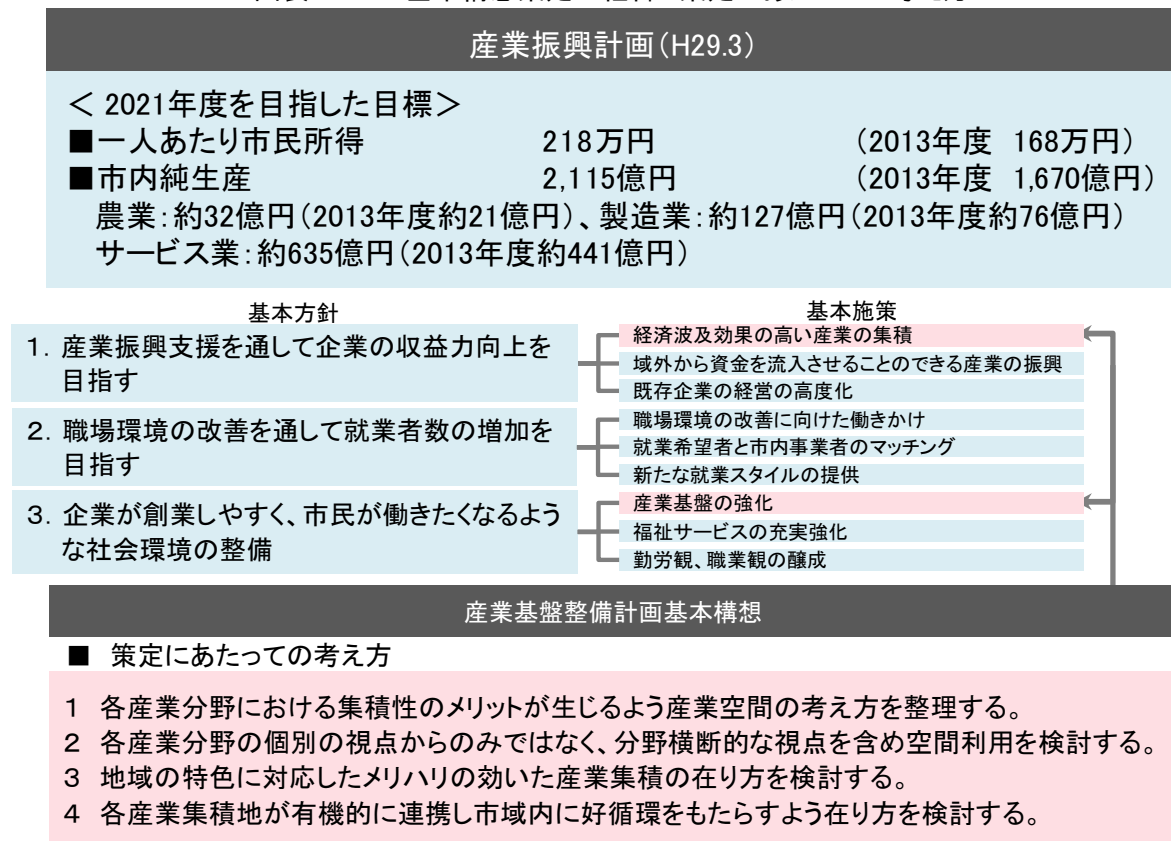 産業振興計画（H29.3）
＜ 2021年度を目指した目標＞
■一人あたり市民所得 218万円 （2013年度 168万円）
■市内純生産 2,115億円 （2013年度 1,670億円）
農業：約32億円（2013年度約21億円）、製造業：約127億円（2013年度約76億円）
サービス業：約635億円（2013年度約441億円）
基本方針
1．産業振興支援を通して企業の収益力向上を
目指す
2．職場環境の改善を通して就業者数の増加を
目指す
3．企業が創業しやすく、市民が働きたくなるよう
な社会環境の整備
基本施策
経済波及効果の高い産業の集積
域外から資金を流入させることのできる産業の振興
既存企業の経営の高度化
職場環境の改善に向けた働きかけ
就業希望者と市内事業者のマッチング
新たな就業スタイルの提供
産業基盤の強化
福祉サービスの充実強化
勤労観、職業観の醸成
産業基盤整備計画基本構想
■ 策定にあたっての考え方
1 各産業分野における集積性のメリットが生じるよう産業空間の考え方を整理する。
2 各産業分野の個別の視点からのみではなく、分野横断的な視点を含め空間利用を検討する。
3 地域の特色に対応したメリハリの効いた産業集積の在り方を検討する。
4 各産業集積地が有機的に連携し市域内に好循環をもたらすよう在り方を検討する。